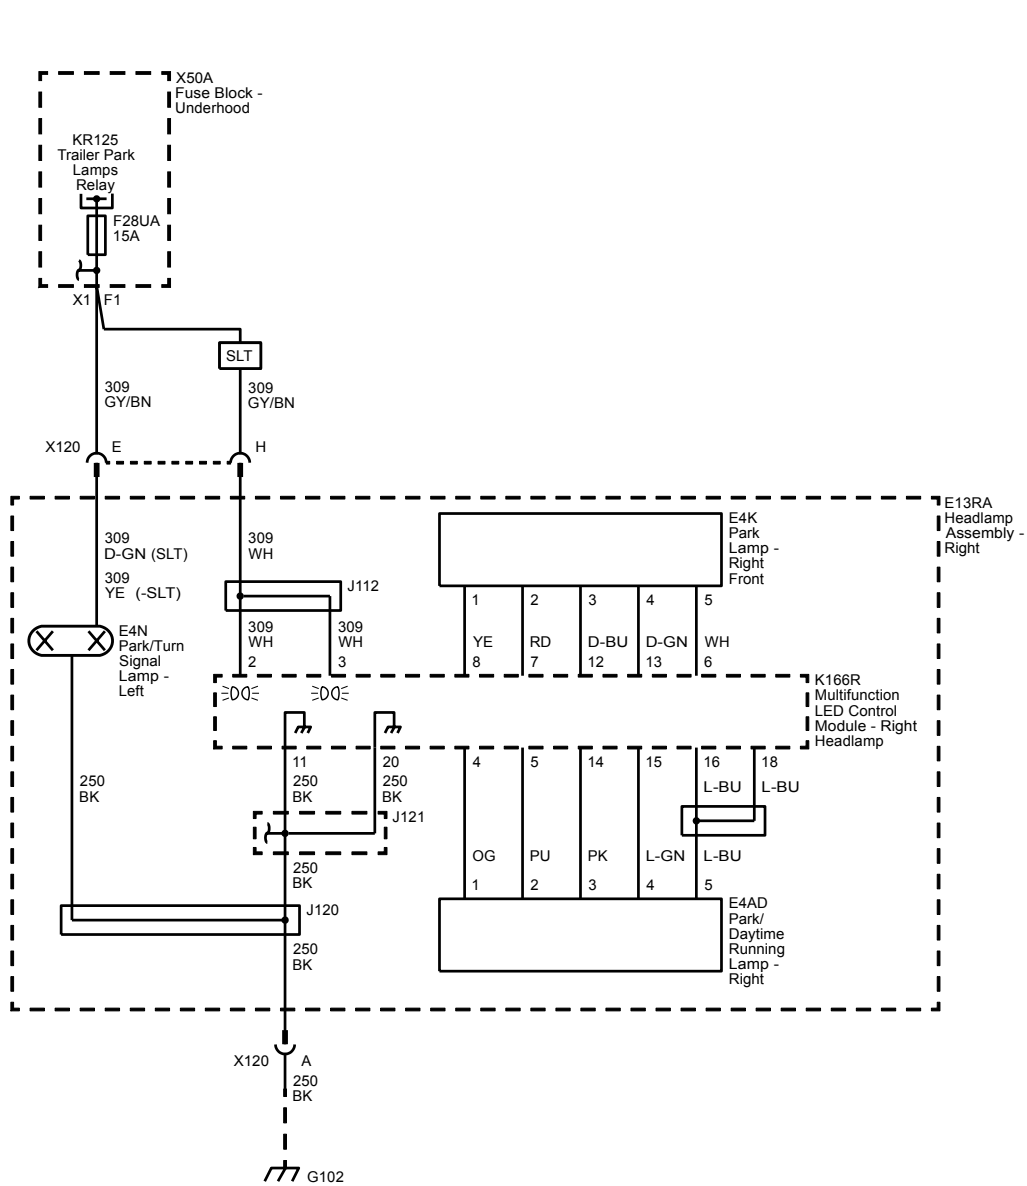 X50A
Fuse Block -
Underhood
KR125
Trailer Park
Lamps
Relay
F28UA
15A
X1 F1
SLT
309
GY/BN
309
GY/BN
X120 E H
E13RA
Headlamp
Assembly -
Right
309
D-GN (SLT)
309
YE (-SLT)
309
WH
E4K
Park
Lamp -
Right
Front
J112
1 2 3 4 5
309
WH
309
WH
YE RD D-BU D-GN WH
2 3 8 7 12 13 6
E4N
Park/Turn
Signal
Lamp -
Left
K166R
Multifunction
LED Control
Module - Right
Headlamp
11 20 4 5 14 15 16 18
250
BK
250
BK
250
BK
L-BU L-BU
J121
OG PU PK L-GN L-BU
250
BK
1 2 3 4 5
J120
E4AD
Park/
Daytime
Running
Lamp -
Right
250
BK
X120 A
250
BK
G102